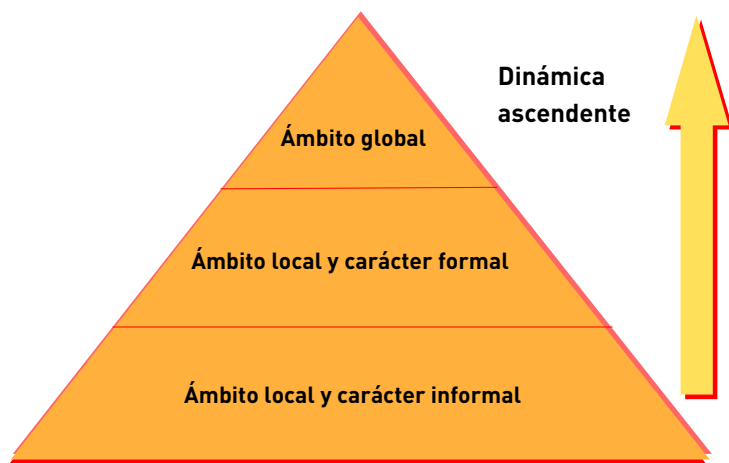 Dinámica
ascendente
Ámbito global
Ámbito local y carácter formal
Ámbito local y carácter informal